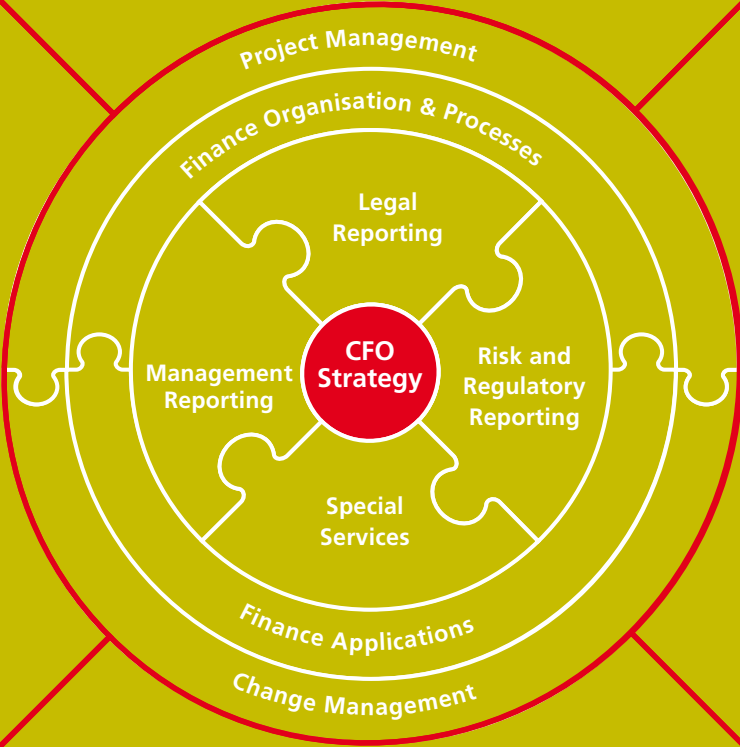 Project Management
Finance Organisation & Processes
Legal
Reporting
CFO
Strategy
Management
Reporting
Risk and
Regulatory
Reporting
Special
Services
Finance Applications
Change Management